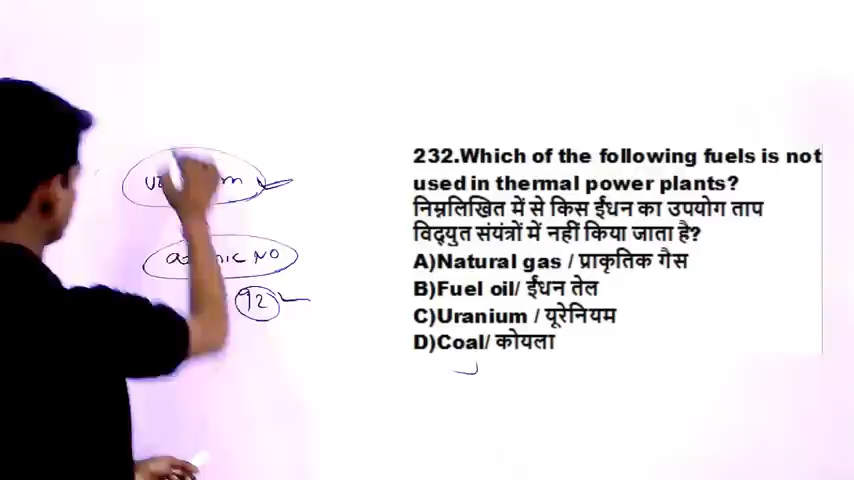 232.Which of the following fuels is not
used in thermal power plants?
निम्नलिखित में से किस ईंधन का उपयोग ताप
विद्युत संयंत्रों में नहीं किया जाता है?
A)Natural gas / प्राकृतिक गैस
B)Fuel oil/ ईंधन तेल
C)Uranium / यूरेनियम
D)Coal/ कोयला
NO
92